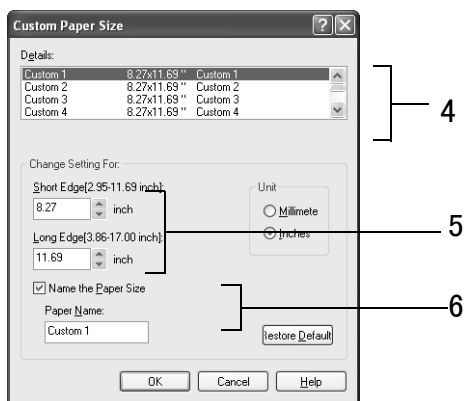 Custom Paper Size
Details:
Custom 1 8.27x11.69 " Custom 1
Custom 2 8.27x11.69 " Custom 2
Custom 3 8.27x11.69 " Custom 3
Custom 4 8.27x11.69 " Custom 4
4
Change Setting For:
Short Edge[2.95-11.69 inch]:
8.27 inch
Unit
Millimete
Inches
5
Long Edge[3.86-17.00 inch]:
11.69 inch
Name the Paper Size
6
Paper Name:
Custom 1
Restore Default
OK Cancel Help